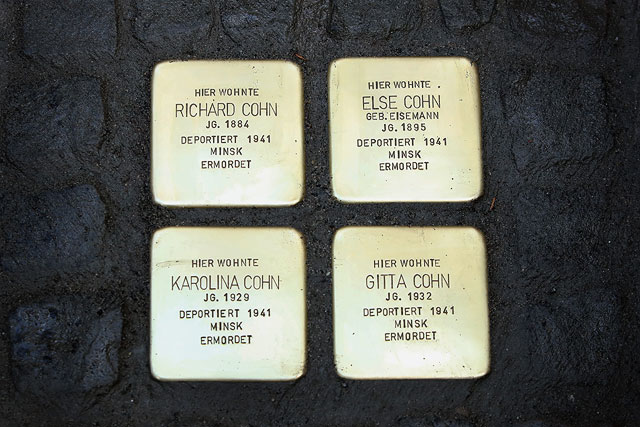 HIER WOHNTE
RICHARD COHN
JG. 1884
DEPORTIERT 1941
MINSK
ERMORDET
HIER WOHNTE
ELSE COHN
GEB. EISEMANN
JG. 1895
DEPORTIERT 1941
MINSK
ERMORDET
HIER WOHNTE
KAROLINA COHN
JG. 1929
DEPORTIERT 1941
MINSK
ERMORDET
HIER WOHNTE
GITTA COHN
JG. 1932
DEPORTIERT 1941
MINSK
ERMORDET